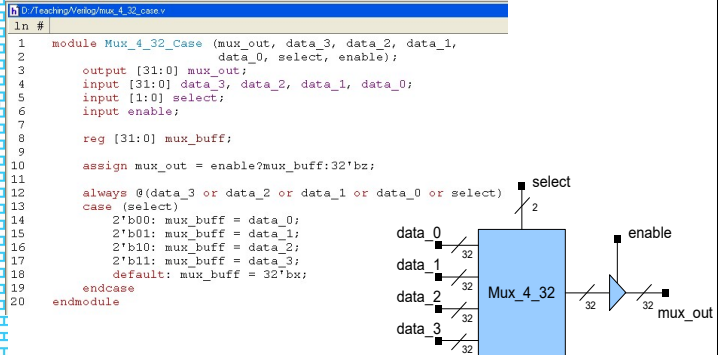 D:/Teaching/Verilog/mux_4_32_case.v
ln #
1 module Mux_4_32_Case (mux_out, data_3, data_2, data_1,
2 data_0, select, enable);
3 output [31:0] mux_out;
4 input [31:0] data_3, data_2, data_1, data_0;
5 input [1:0] select;
6 input enable;
7
8 reg [31:0] mux_buff;
9
10 assign mux_out = enable?mux_buff:32'bz;
11
12 always @(data_3 or data_2 or data_1 or data_0 or select)
13 case (select)
14 2'b00: mux_buff = data_0;
15 2'b01: mux_buff = data_1;
16 2'b10: mux_buff = data_2;
17 2'b11: mux_buff = data_3;
18 default: mux_buff = 32'bx;
19 endcase
20 endmodule
select
2
data_0
32
data_1
32
data_2
32
data_3
32
Mux_4_32
32
enable
32
mux_out